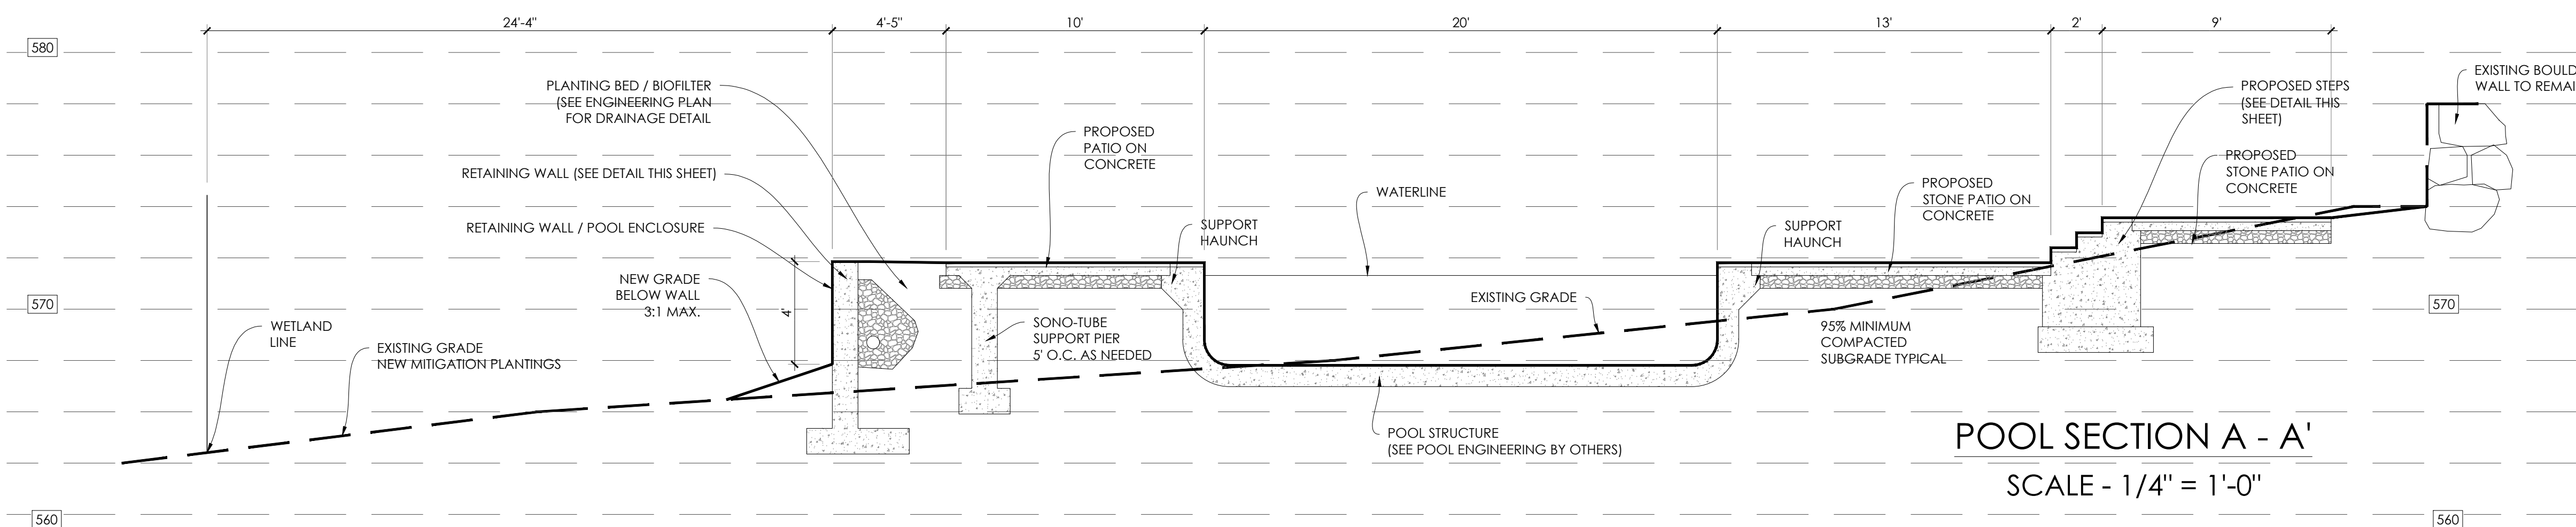 24'-4"
4'-5"
10'
20'
13'
2'
9'
580
PLANTING BED / BIOFILTER
(SEE ENGINEERING PLAN
FOR DRAINAGE DETAIL
RETAINING WALL (SEE DETAIL THIS SHEET)
RETAINING WALL / POOL ENCLOSURE
NEW GRADE
BELOW WALL
3:1 MAX.
4'
570
WETLAND
LINE
EXISTING GRADE
NEW MITIGATION PLANTINGS
PROPOSED
PATIO ON
CONCRETE
SUPPORT
HAUNCH
SONO-TUBE
SUPPORT PIER
5' O.C. AS NEEDED
WATERLINE
EXISTING GRADE
POOL STRUCTURE
(SEE POOL ENGINEERING BY OTHERS)
SUPPORT
HAUNCH
PROPOSED
STONE PATIO ON
CONCRETE
95% MINIMUM
COMPACTED
SUBGRADE TYPICAL
PROPOSED STEPS
(SEE DETAIL THIS
SHEET)
PROPOSED
STONE PATIO ON
CONCRETE
EXISTING BOULD
WALL TO REMAI
570
POOL SECTION A - A'
SCALE - 1/4" = 1'-0"
560
560